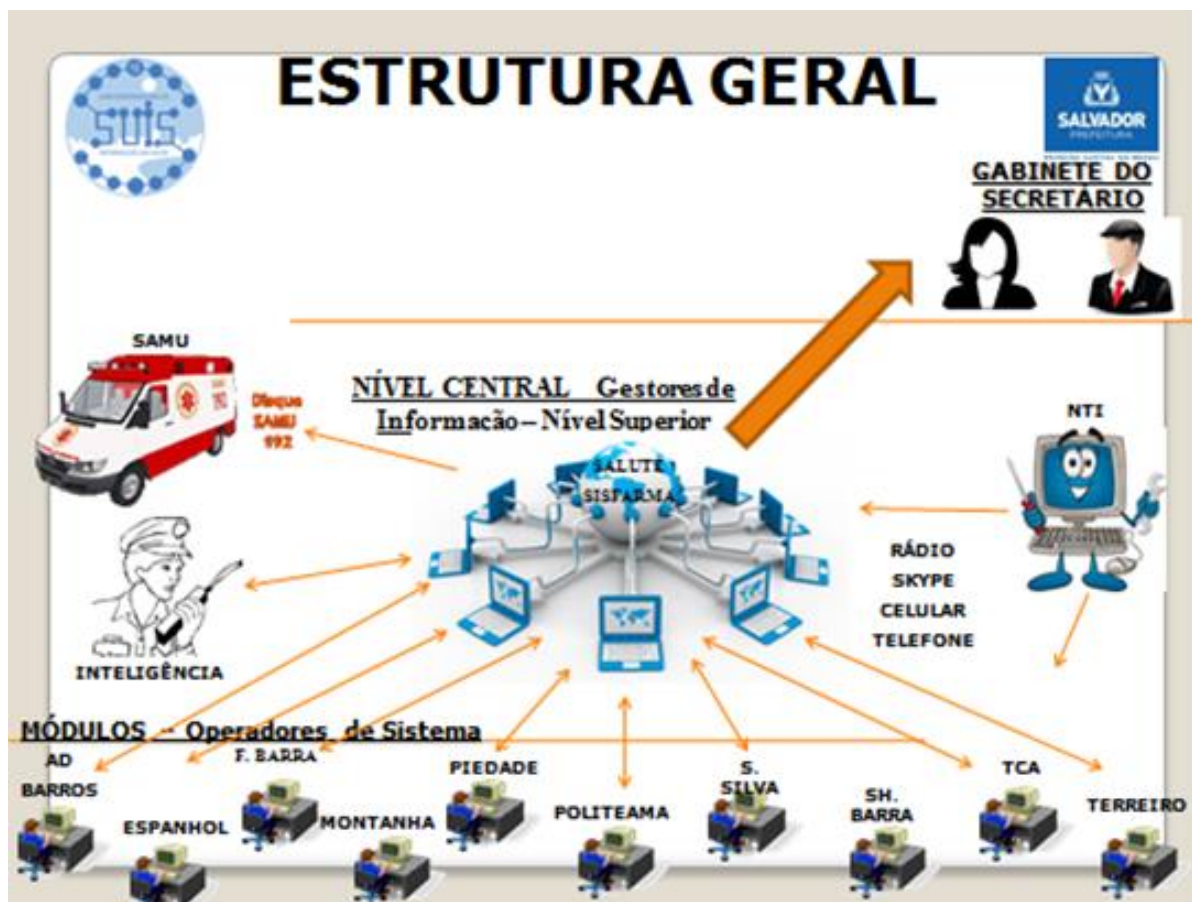 ESTRUTURA GERAL
SUIS
SALVADOR
PREFEITURA
GABINETE DO
SECRETÁRIO
SAMU
192
Disque
SAMU
992
NÍVEL CENTRAL Gestores de
Informacão – Nível Superior
SALUTE
SISFARMA
NTI
RÁDIO
SKYPE
CELULAR
TELEFONE
INTELIGÊNCIA
MÓDULOS – Operadores de Sistema
AD
BARROS
ESPANHOL
F. BARRA
MONTANHA
PIEDADE
POLITEAMA
S.
SILVA
SH.
BARRA
TCA
TERREIRO